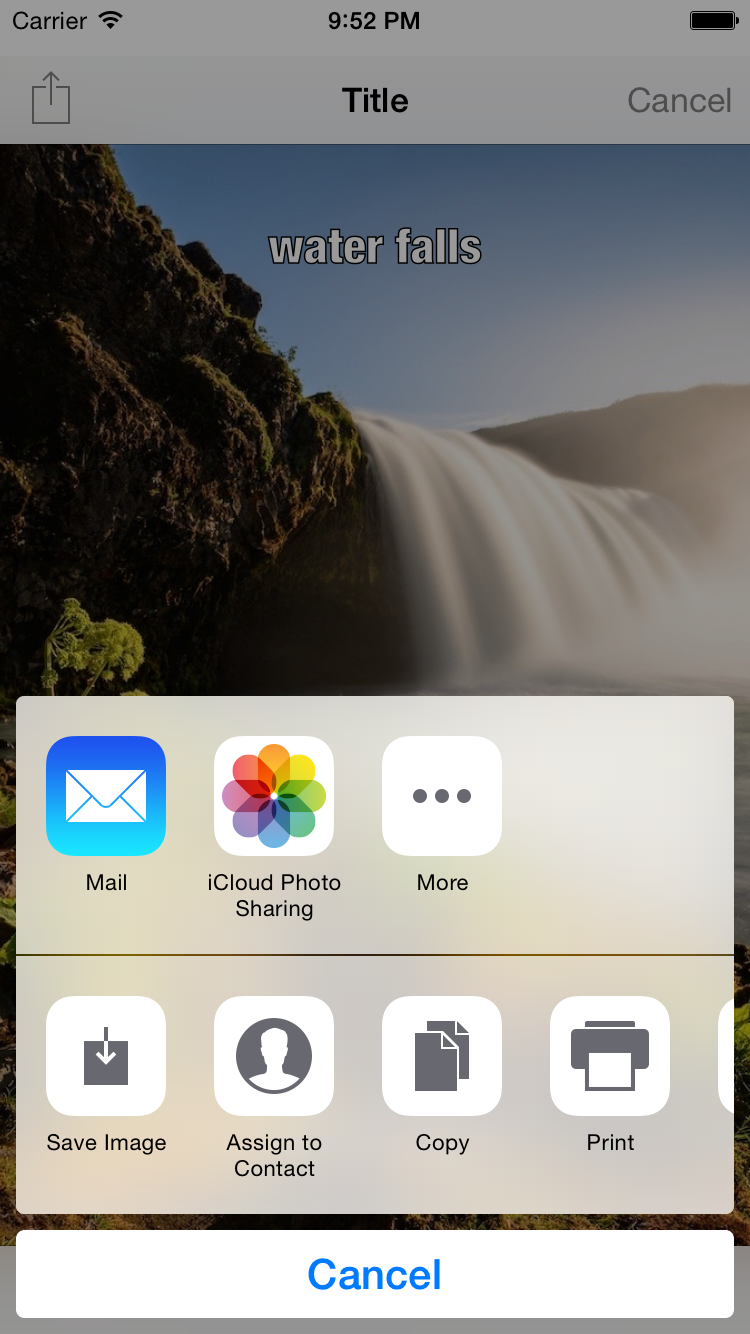 Carrier 9:52 PM
Title Cancel
water falls
Mail
iCloud Photo
Sharing
More
Save Image
Assign to
Contact
Copy
Print
Cancel